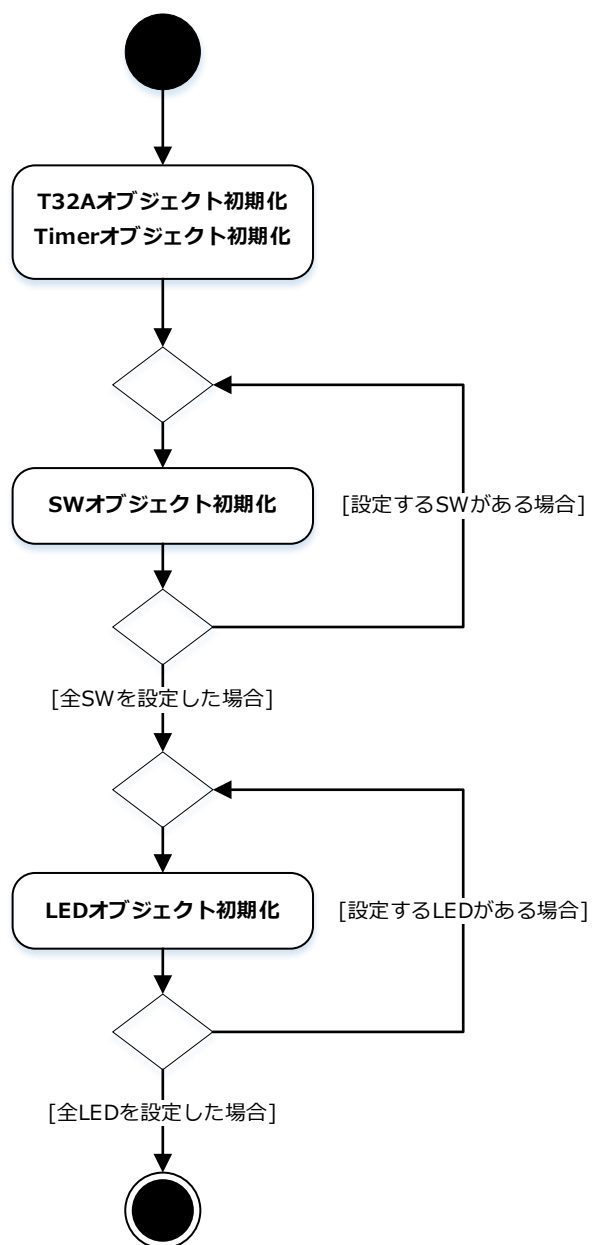 T32Aオブジェクト初期化
Timerオブジェクト初期化
SWオブジェクト初期化
[設定するSWがある場合]
[全SWを設定した場合]
LEDオブジェクト初期化
[設定するLEDがある場合]
[全LEDを設定した場合]